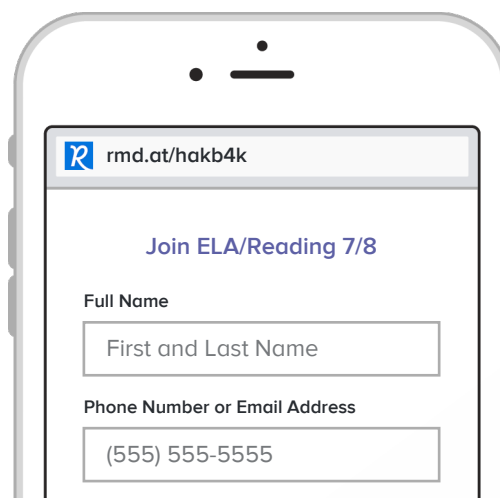 rmd.at/hakb4k
Join ELA/Reading 7/8
Full Name
First and Last Name
Phone Number or Email Address
(555) 555-5555